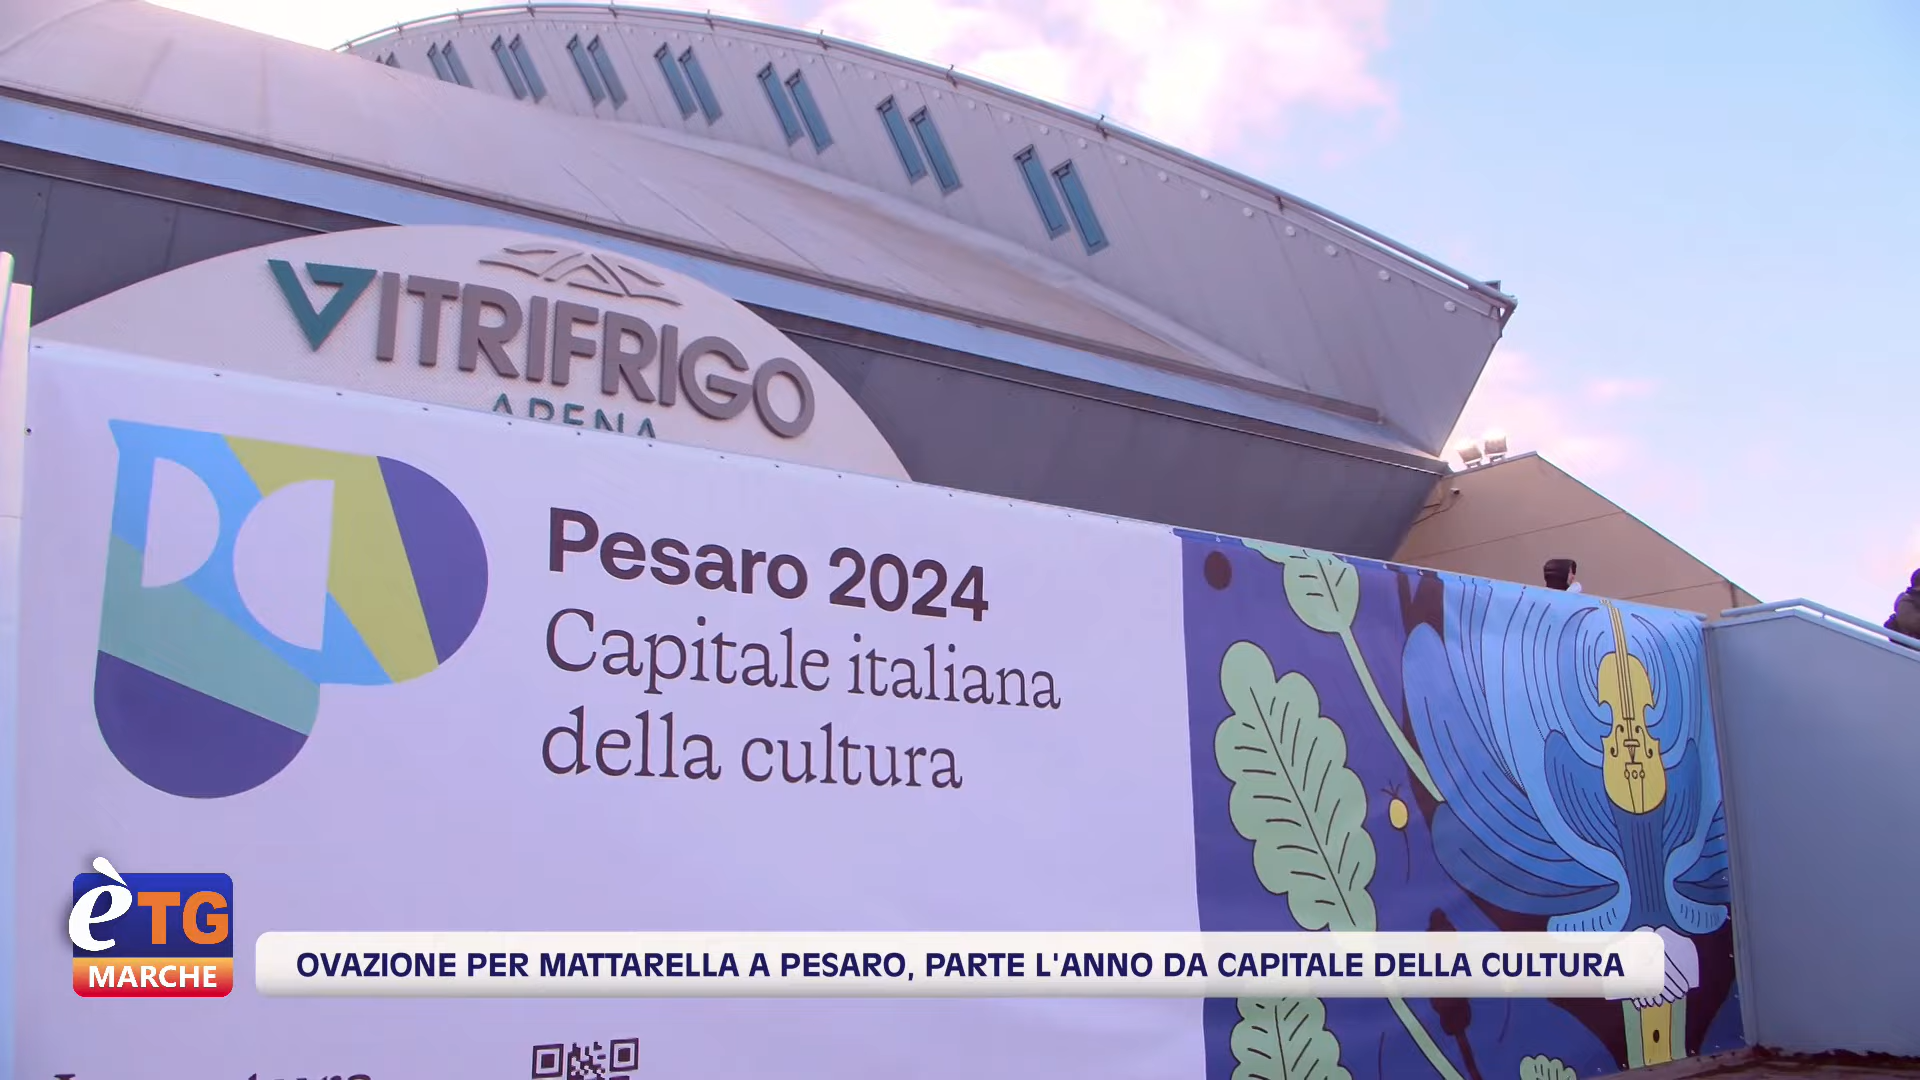 VITRIFRIGO
ARENA
Pesaro 2024
Capitale italiana
della cultura
è TG
MARCHE
OVAZIONE PER MATTARELLA A PESARO, PARTE L'ANNO DA CAPITALE DELLA CULTURA